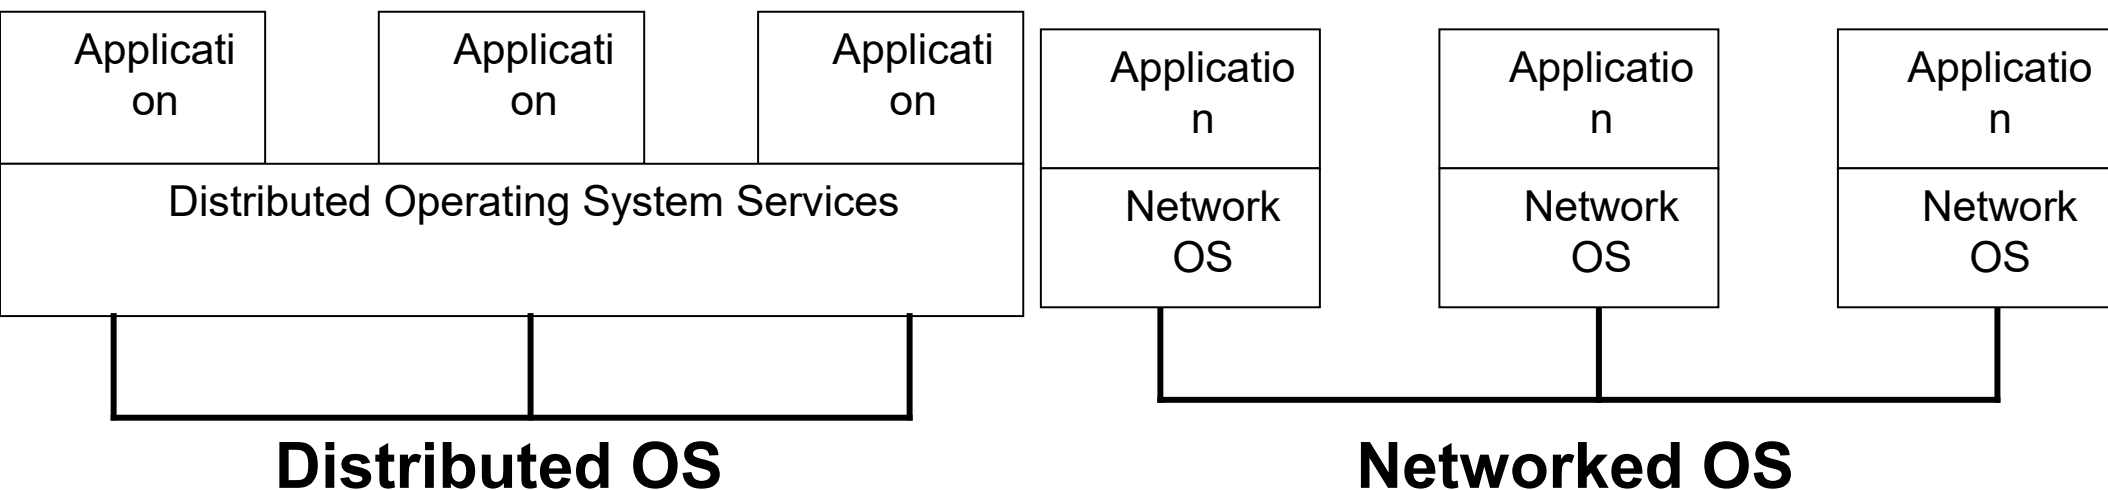 Applicati
on
Applicati
on
Applicati
on
Distributed Operating System Services
Distributed OS
Applicatio
n
Network
OS
Applicatio
n
Network
OS
Applicatio
n
Network
OS
Networked OS